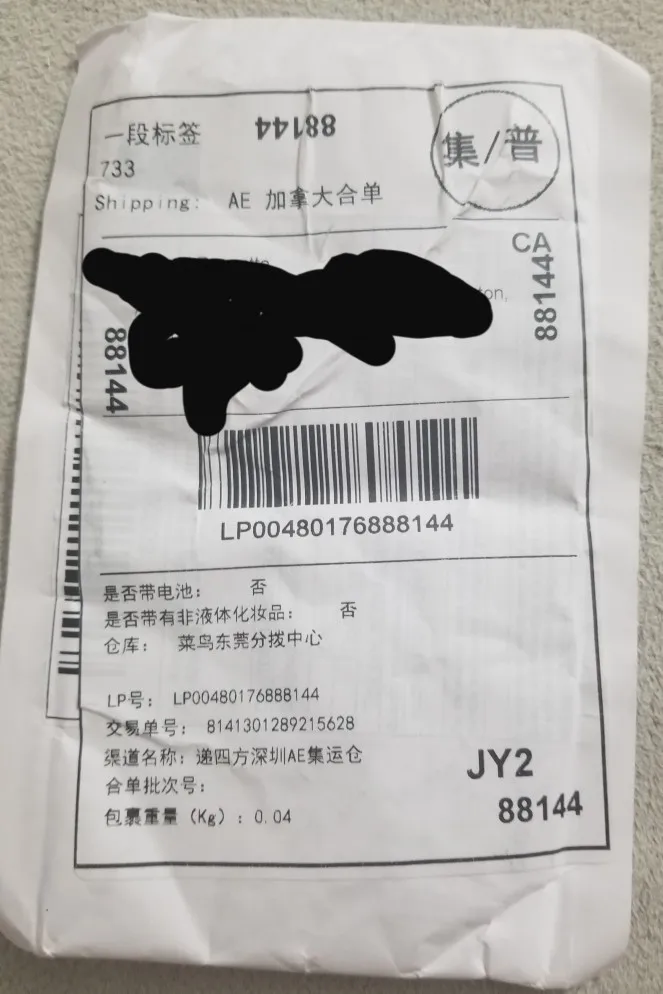 一段标签
88144
集/普
733
Shipping: AE 加拿大合单
CA
88144
88144
LP00480176888144
是否带电池: 否
是否带有非液体化妆品: 否
仓库: 菜鸟东莞分拨中心
LP号: LP00480176888144
交易单号: 8141301289215628
渠道名称: 递四方深圳AE集运仓
合单批次号:
包裹重量 (Kg) : 0.04
JY2
88144